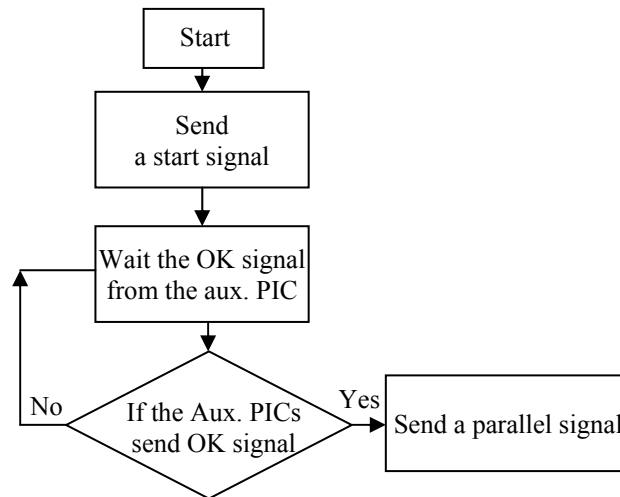 Start
Send
a start signal
Wait the OK signal
from the aux. PIC
No
If the Aux. PICs
send OK signal
Yes
Send a parallel signal